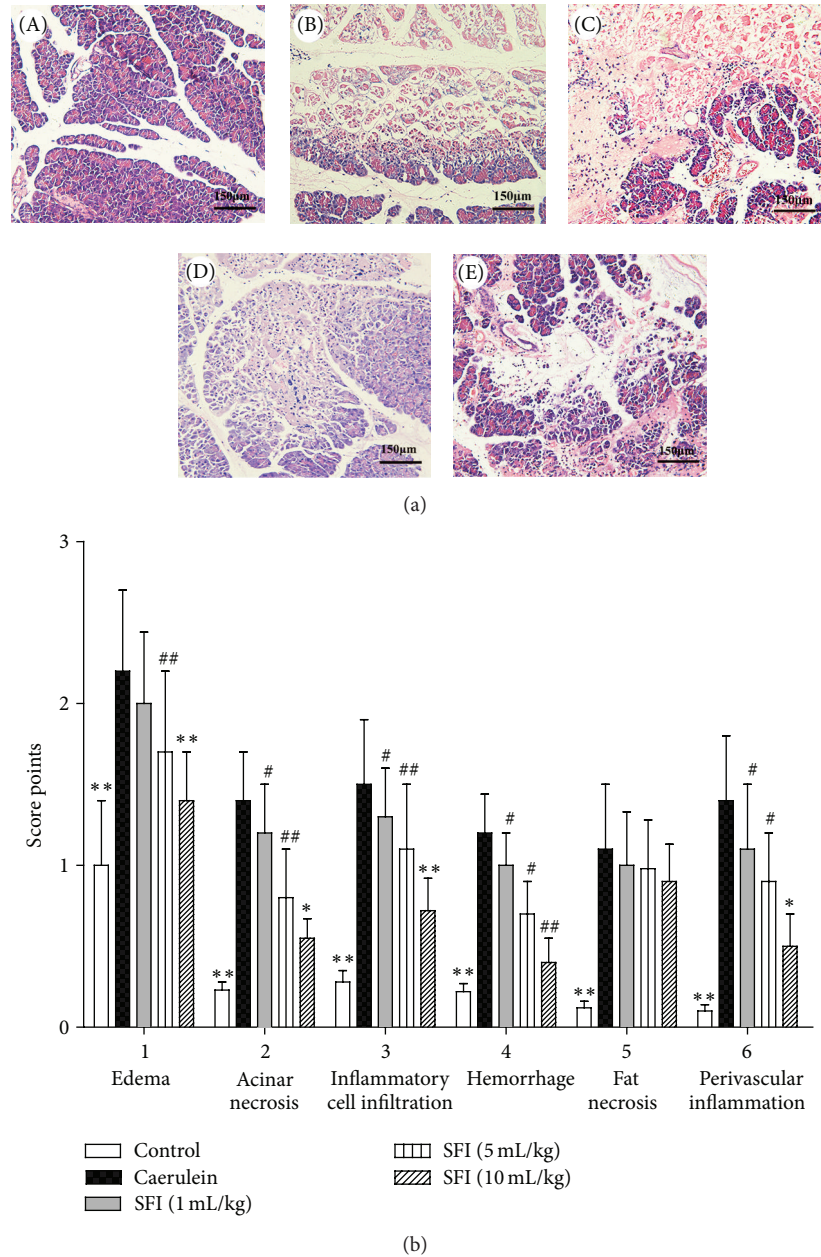 (A)
(B)
(C)
150μm
150μm
150μm
(D)
(E)
150μm
150μm
(a)
3
2
1
0
Score points
**
##
**
**
#
##
*
**
#
##
**
**
#
#
##
**
**
#
#
*
1
2
3
4
5
6
Edema
Acinar
necrosis
Inflammatory
cell infiltration
Hemorrhage
Fat
necrosis
Perivascular
inflammation
Control
Caerulein
SFI (1 mL/kg)
SFI (5 mL/kg)
SFI (10 mL/kg)
(b)